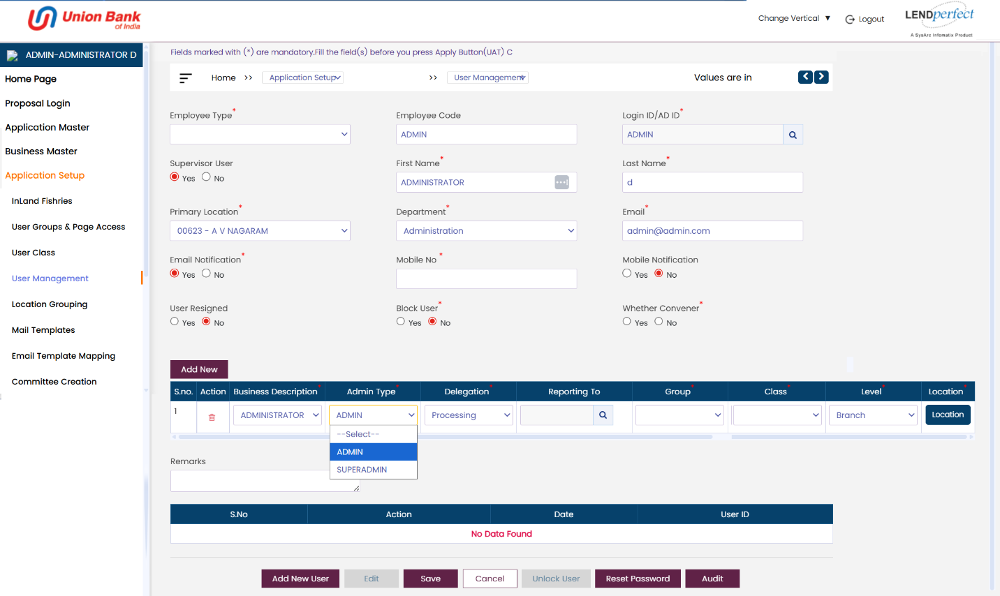 Union Bank
of India
Change Vertical ▼
Logout
LENDperfect
A SysArc Infomatix Product
ADMIN-ADMINISTRATOR D
Home Page
Proposal Login
Application Master
Business Master
Application Setup
InLand Fishries
User Groups & Page Access
User Class
User Management
Location Grouping
Mail Templates
Email Template Mapping
Committee Creation
Fields marked with (*) are mandatory.Fill the field(s) before you press Apply Button(UAT) C
Home >> Application Setup >> User Management Values are in
Employee Type* Employee Code Login ID/AD ID*
ADMIN ADMIN
Supervisor User First Name* Last Name*
Yes No ADMINISTRATOR d
Primary Location* Department* Email*
00623 - A V NAGARAM Administration admin@admin.com
Email Notification* Mobile No * Mobile Notification
Yes No Yes No
User Resigned Block User* Whether Convener*
Yes No Yes No Yes No
Add New
S.no. Action Business Description* Admin Type* Delegation* Reporting To Group* Class* Level* Location*
1 ADMINISTRATOR ADMIN Processing Branch Location
--Select--
ADMIN
SUPERADMIN
Remarks
S.No Action Date User ID
No Data Found
Add New User Edit Save Cancel Unlock User Reset Password Audit